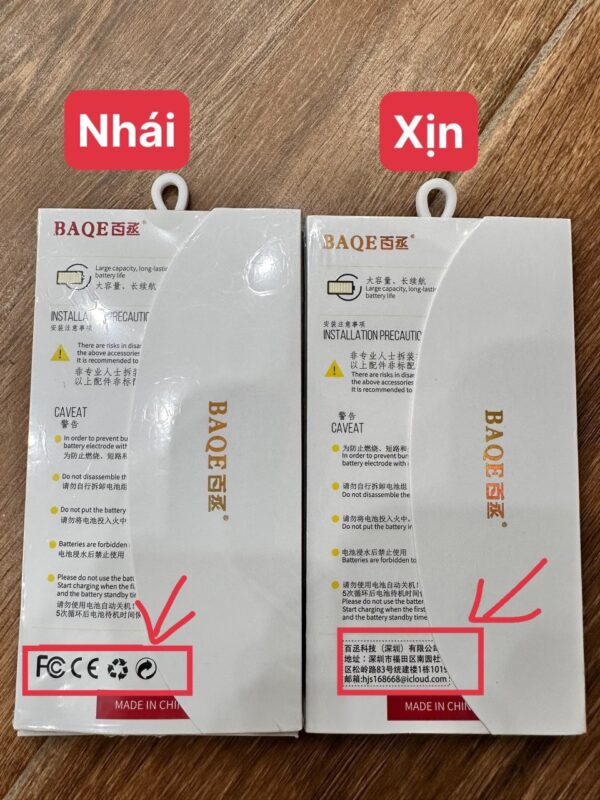 Nhái
BAQE百丞®
Large capacity, long-lastin
battery life
大容量、长续航
INSTALLATION PRECAUTIO
安装注意事项
There are risks in disas
the above accessories
It is recommended to
非专业人士拆装
以上配件非标配
CAVEAT
警告
In order to prevent bur
battery electrode with
为防止燃烧、短路和
Do not disassemble the
请勿自行拆卸电池组
Do not put the battery
请勿将电池投入火中
Batteries are forbidden
电池浸水后禁止使用
Please do not use the batt
Start charging when the fi
and the battery standby ti
请勿使用电池自动关机!
5次循环后电池待机时间恢
FC CE
MADE IN CHIN
BAQE百丞®
Xịn
BAQE百丞®
大容量、长续航
Large capacity, long-lastin
battery life
安装注意事项
INSTALLATION PRECAUTIO
非专业人士拆装
以上配件非标配
There are risks in disas
the above accessories
It is recommended to
警告
CAVEAT
为防止燃烧、短路和
In order to prevent bur
battery electrode with
请勿自行拆卸电池组
Do not disassemble the
请勿将电池投入火中,
Do not put the battery in
电池浸水后禁止使用
Batteries are forbidden to
请勿使用电池自动关机
5次循环后电池待机时间
Please do not use the bat
Start charging when the first
and the battery standby time
百丞科技(深圳)有限公司
地址:深圳市福田区南园社
区松岭路83号统建楼1栋1019
邮箱:hjs168668@icloud.com
MADE IN CHIN
BAQE百丞®